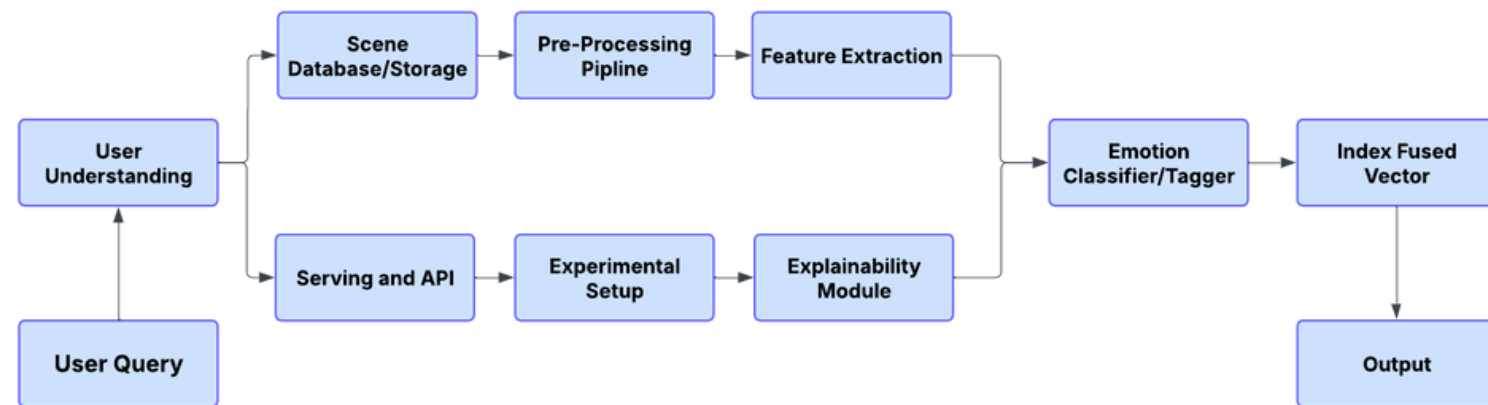 Scene
Database/Storage
Pre-Processing
Pipline
Feature Extraction
User
Understanding
Emotion
Classifier/Tagger
Index Fused
Vector
Serving and API
Experimental
Setup
Explainability
Module
User Query
Output